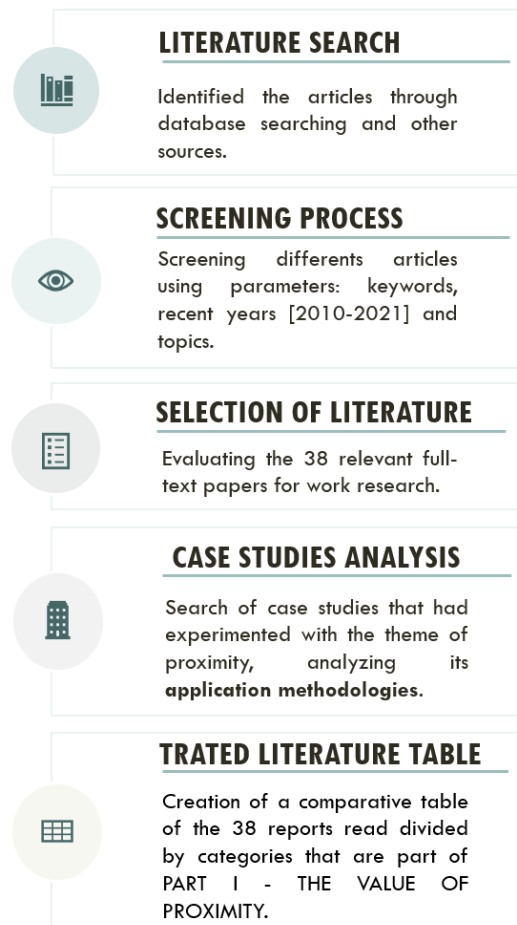 LITERATURE SEARCH
Identified the articles through
database searching and other
sources.
SCREENING PROCESS
Screening differents articles
using parameters: keywords,
recent years [2010-2021] and
topics.
SELECTION OF LITERATURE
Evaluating the 38 relevant full-
text papers for work research.
CASE STUDIES ANALYSIS
Search of case studies that had
experimented with the theme of
proximity, analyzing its
application methodologies.
TRATED LITERATURE TABLE
Creation of a comparative table
of the 38 reports read divided
by categories that are part of
PART I - THE VALUE OF
PROXIMITY.